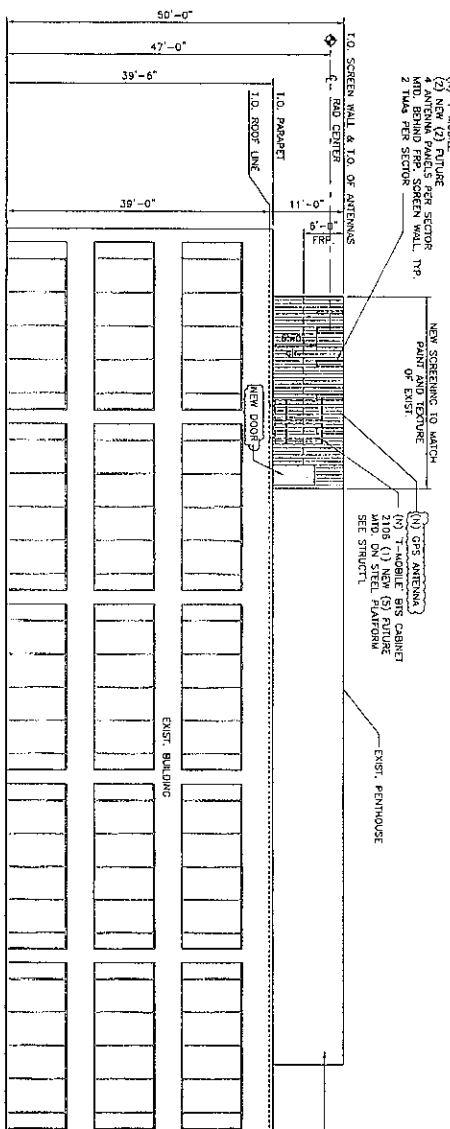 (2) NEW (2) FUTURE
4 ANTENNA PANELS PER SECTOR
MTD. BEHIND FRP. SCREEN WALL, TYP.
2 TMAs PER SECTOR
NEW SCREENING TO MATCH
PAINT AND TEXTURE
OF EXIST.
(N) GPS ANTENNA
(N) 'T-MOBILE' BTS CABINET
2106 (1) NEW (5) FUTURE
MTD. ON STEEL PLATFORM
SEE STRUCT'L
EXIST. PENTHOUSE
T.O. SCREEN WALL & T.O. OF ANTENNAS
RAD CENTER
T.O. PARAPET
T.O. ROOF LINE
50'-0"
47'-0"
39'-6"
39'-0"
11'-0"
6'-0"
FRP.
NEW DOOR
EXIST. BUILDING